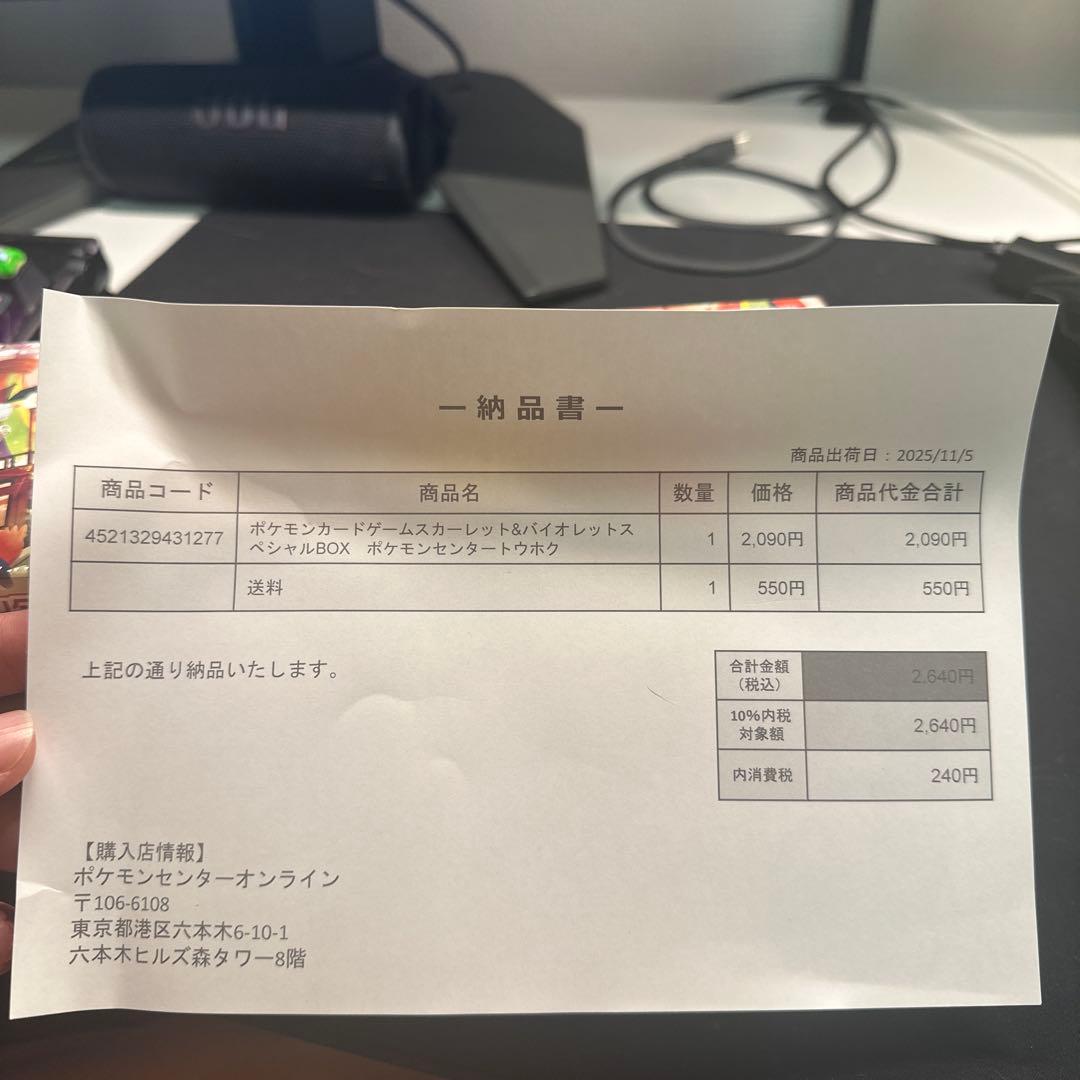 ー納品書ー
商品出荷日：2025/11/5
商品コード 商品名 数量 価格 商品代金合計
4521329431277 ポケモンカードゲームスカーレット&バイオレットス
ペシャルBOX　ポケモンセンタートウホク 1 2,090円 2,090円
送料 1 550円 550円
上記の通り納品いたします。
合計金額
（税込） 2,640円
10%内税
対象額 2,640円
内消費税 240円
【購入店情報】
ポケモンセンターオンライン
〒106-6108
東京都港区六本木6-10-1
六本木ヒルズ森タワー8階